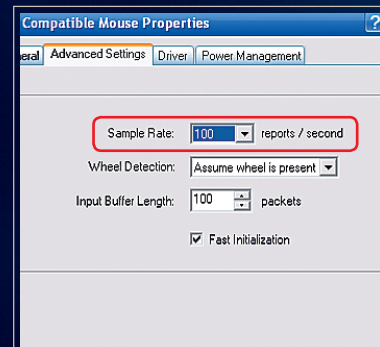 Compatible Mouse Properties ?
Advanced Settings Driver Power Management
Sample Rate: 100 reports / second
Wheel Detection: Assume wheel is present
Input Buffer Length: 100 packets
Fast Initialization